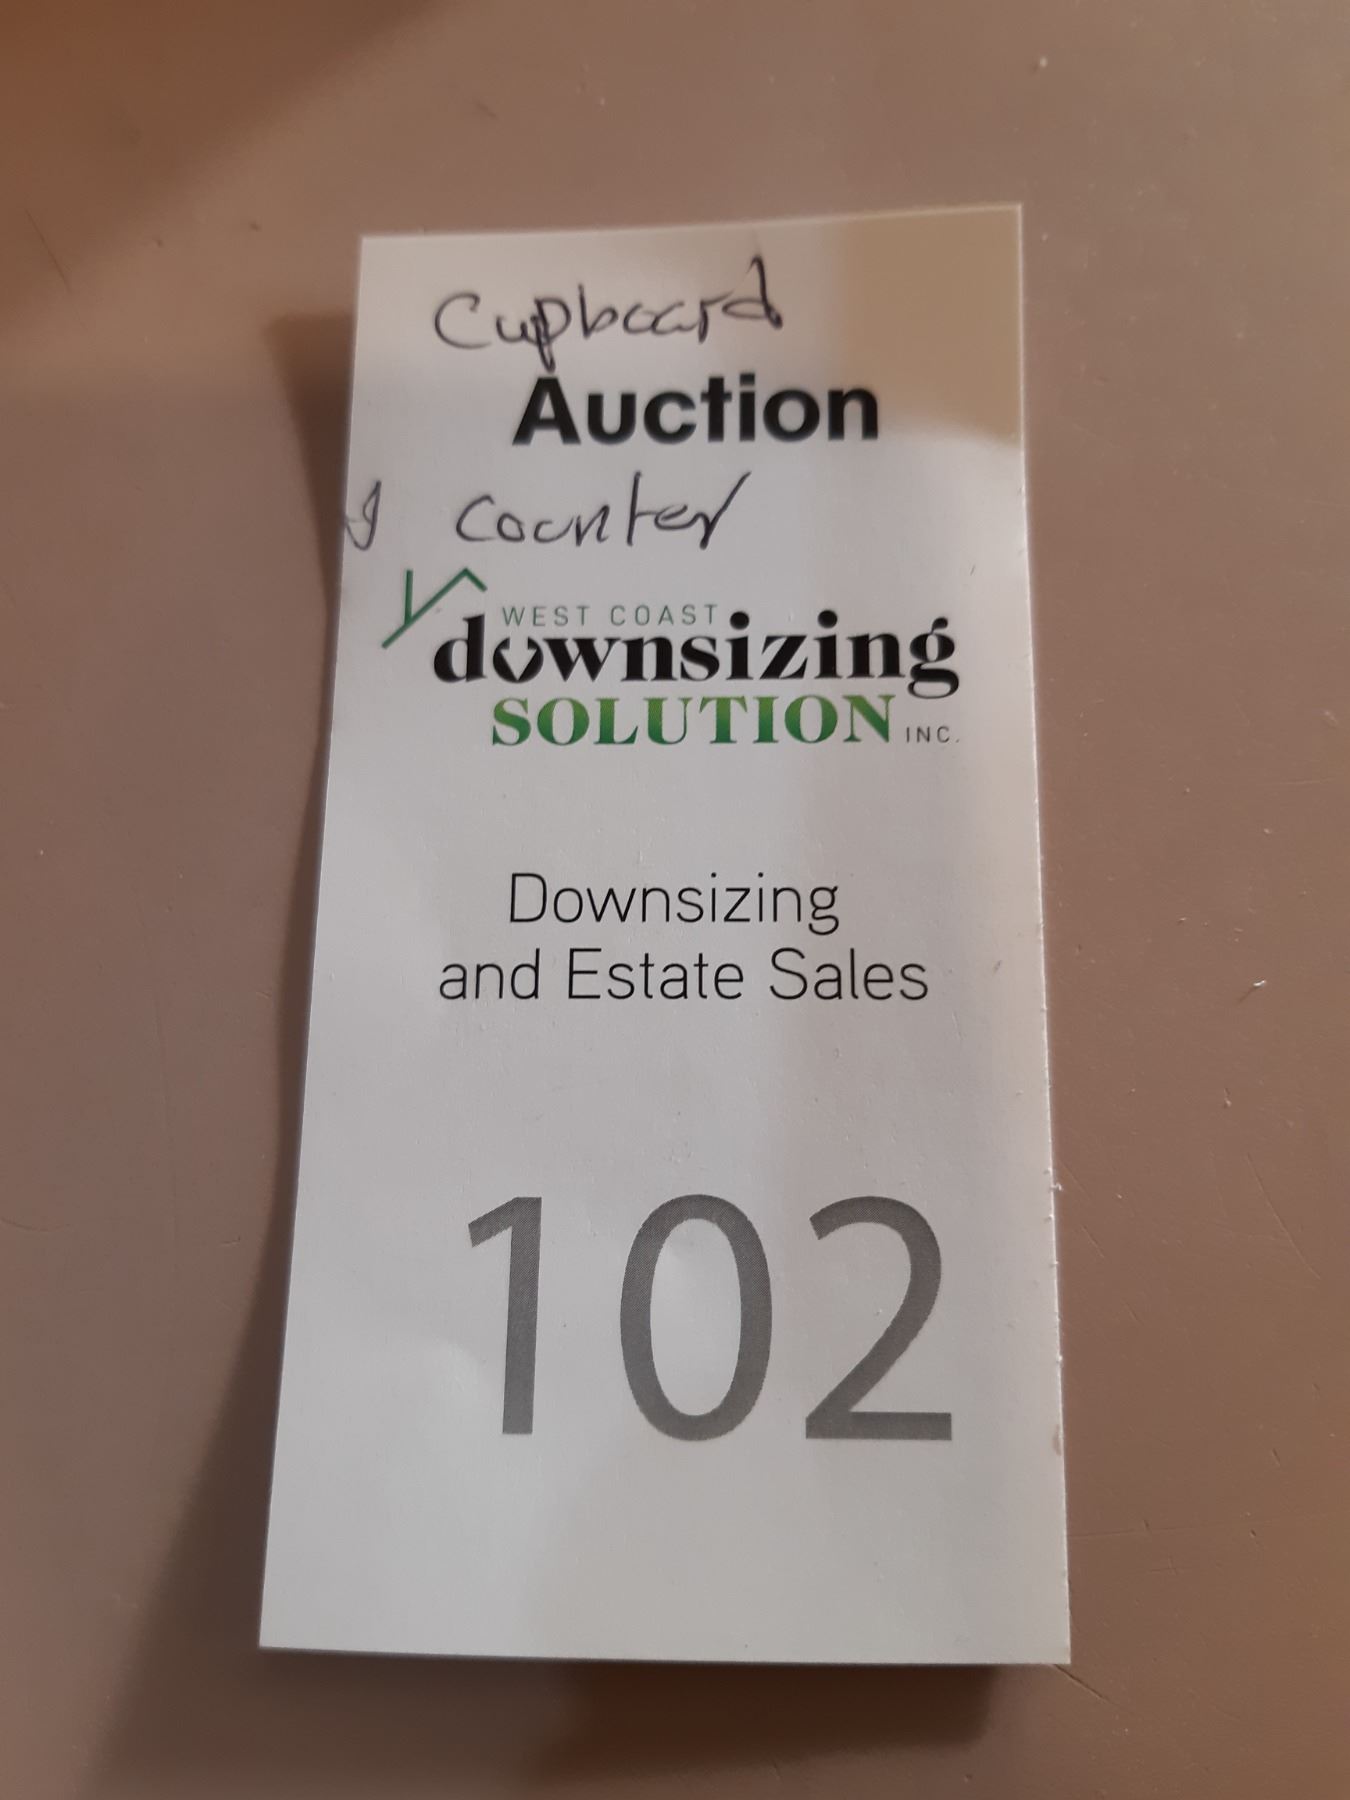 Cupboard
Auction
& Counter
WEST COAST
downsizing
SOLUTION INC.
Downsizing
and Estate Sales
102